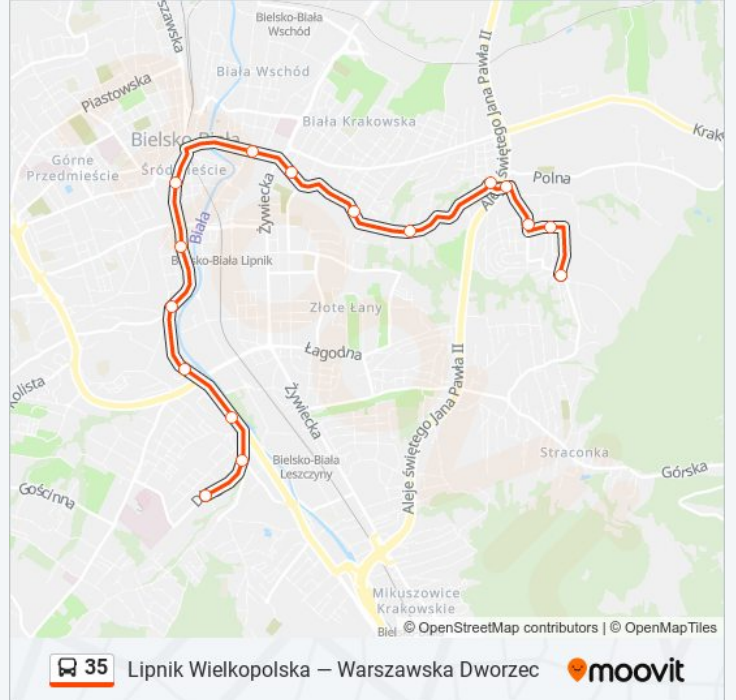 szawska
Bielsko-Biała
Wschód
Aleje świętego Jana Pawła II
Biała Wschód
Piastowska
Biała Krakowska
Krak
Bielsko-Biała
Górne
Przedmieście
Śródmieście
Polna
Żywiecka
Biała
Bielsko-Biała Lipnik
Złote Łany
Łagodna
Aleje świętego Jana Pawła II
Kolista
Żywiecka
Straconka
Bielsko-Biała
Leszczyny
Górska
Gościnna
D
Mikuszowice
Krakowskie
© OpenStreetMap contributors | © OpenMapTiles
Biel
35
Lipnik Wielkopolska — Warszawska Dworzec
moovit